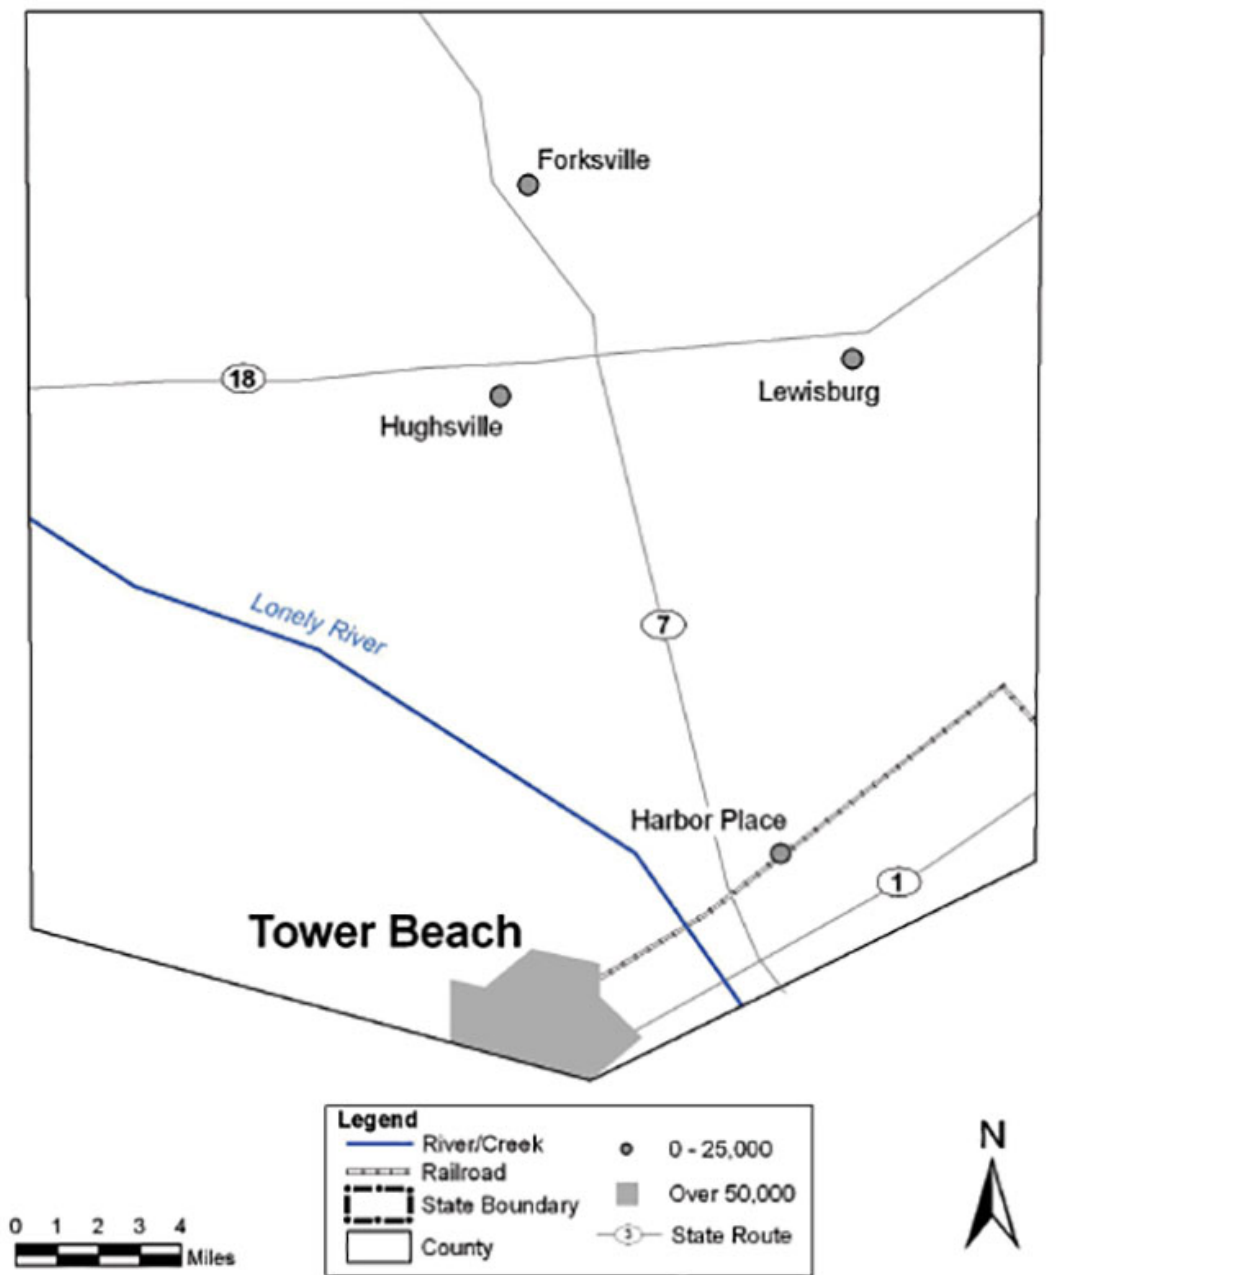 Forksville
18
Lewisburg
Hughsville
Lonely River
7
Harbor Place
1
Tower Beach
Legend
River/Creek
Railroad
State Boundary
County
0 - 25,000
Over 50,000
3 State Route
N
0 1 2 3 4
Miles